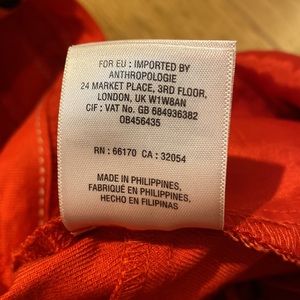 FOR EU : IMPORTED BY
ANTHROPOLOGIE
24 MARKET PLACE, 3RD FLOOR,
LONDON, UK W1W8AN
CIF : VAT No. GB 684936382
OB456435
RN : 66170 CA : 32054
MADE IN PHILIPPINES,
FABRIQUÉ EN PHILIPPINES,
HECHO EN FILIPINAS